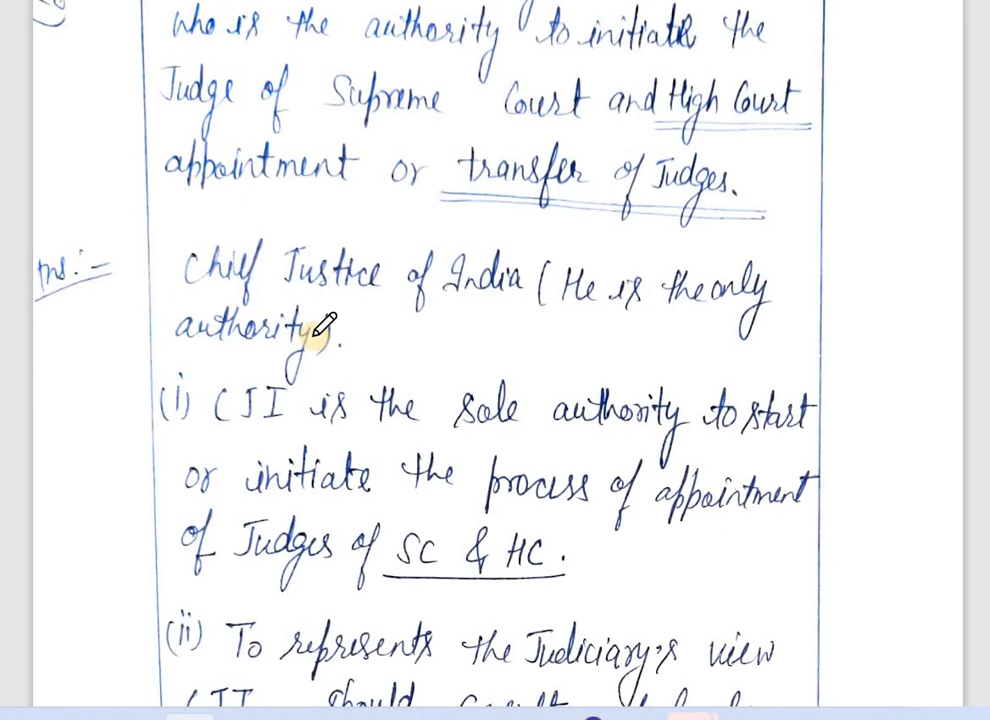 Who is the authority to initiate the
Judge of Supreme Court and High Court
appointment or transfer of Judges.
Ans:- Chief Justice of India (He is the only
authority).
(i) CJI is the sole authority to start
or initiate the process of appointment
of Judges of SC & HC.
(ii) To represents the Judiciary's view
CJI should